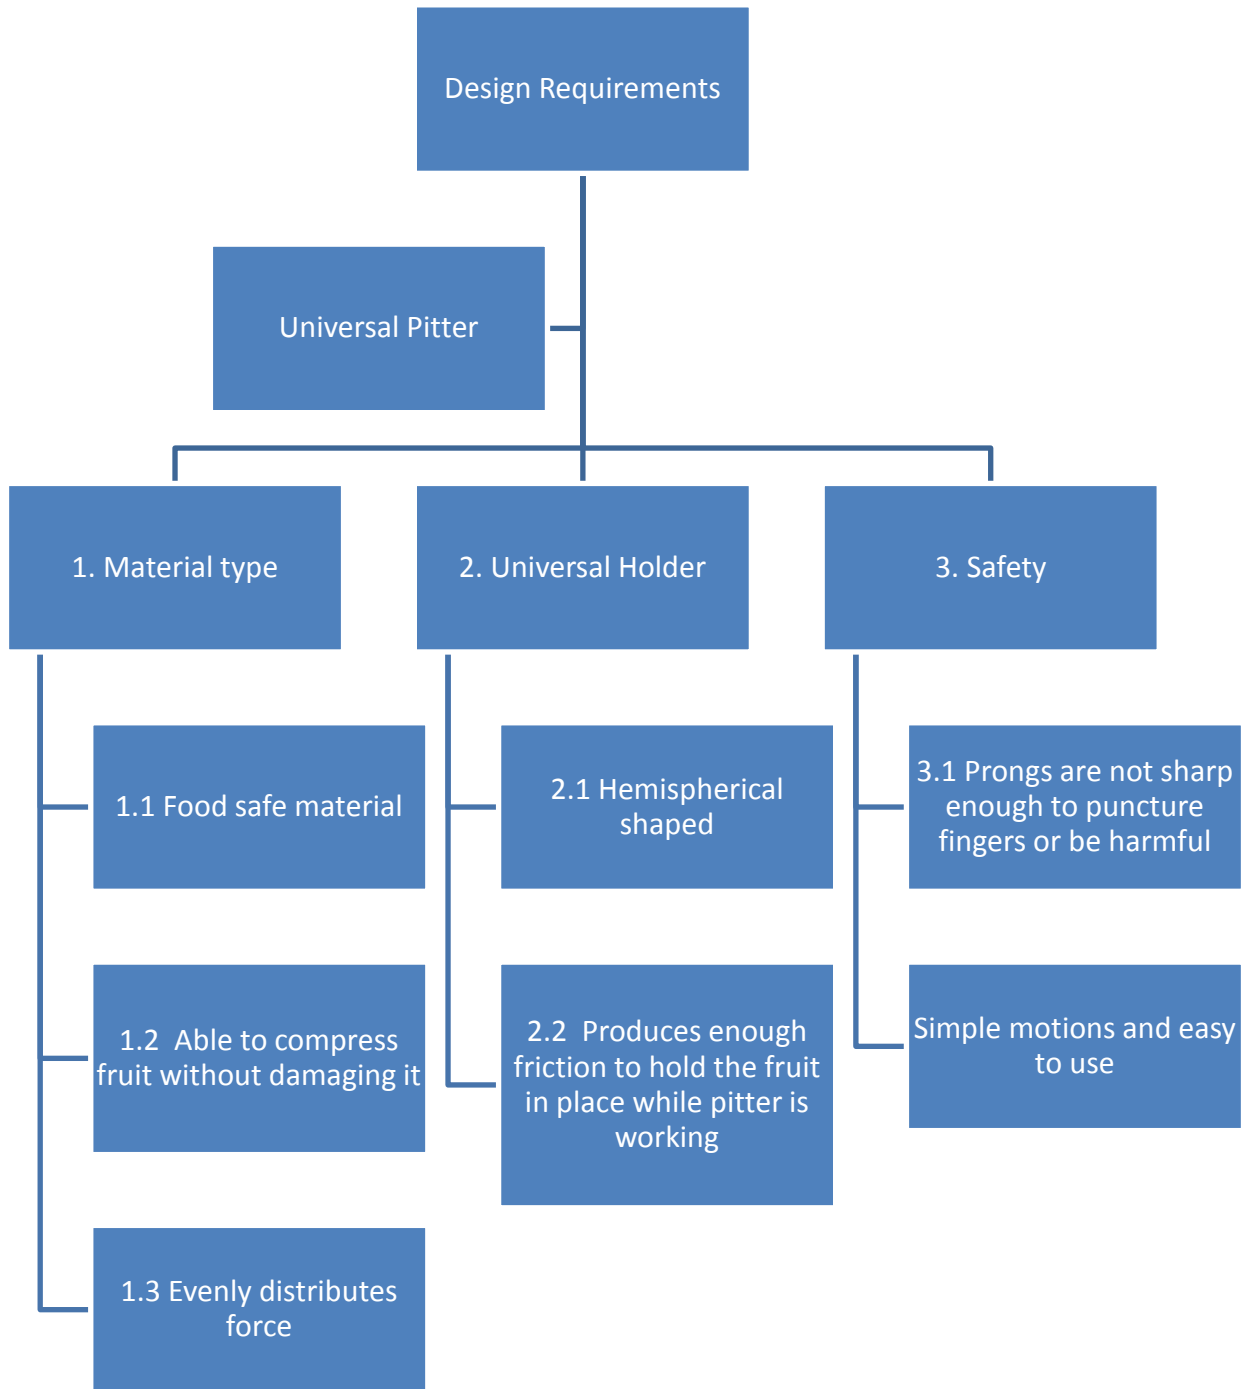 Design Requirements
Universal Pitter
1. Material type
2. Universal Holder
3. Safety
1.1 Food safe material
2.1 Hemispherical
shaped
3.1 Prongs are not sharp
enough to puncture
fingers or be harmful
1.2  Able to compress
fruit without damaging it
2.2  Produces enough
friction to hold the fruit
in place while pitter is
working
Simple motions and easy
to use
1.3 Evenly distributes
force